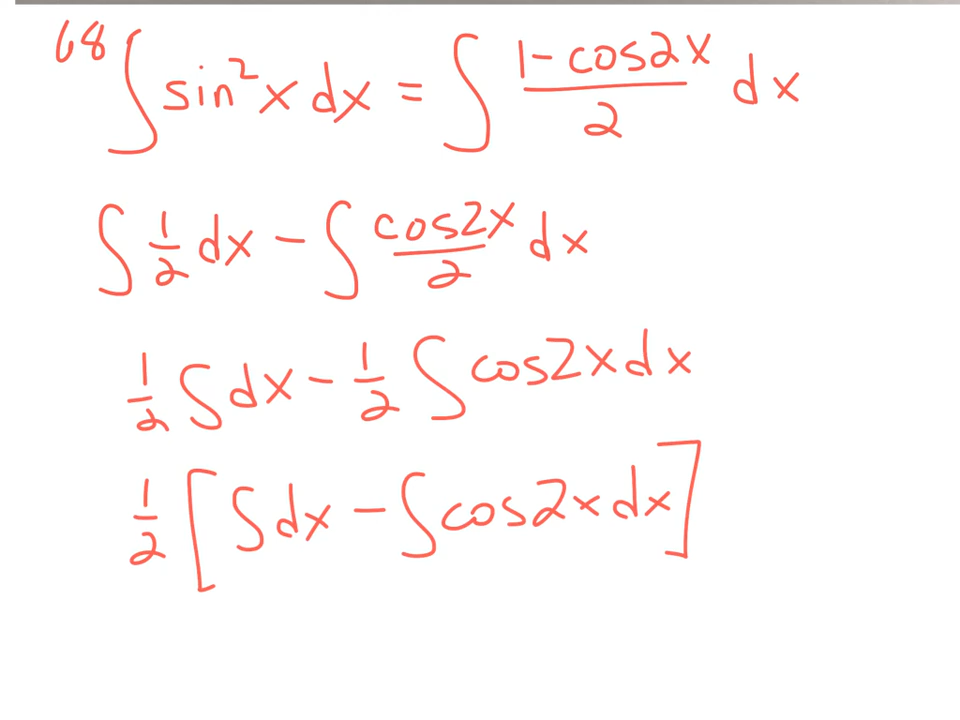 68 ∫ sin²x dx = ∫ (1-cos2x)/2 dx
∫ 1/2 dx - ∫ cos2x/2 dx
1/2 ∫ dx - 1/2 ∫ cos2x dx
1/2 [ ∫ dx - ∫ cos2x dx ]